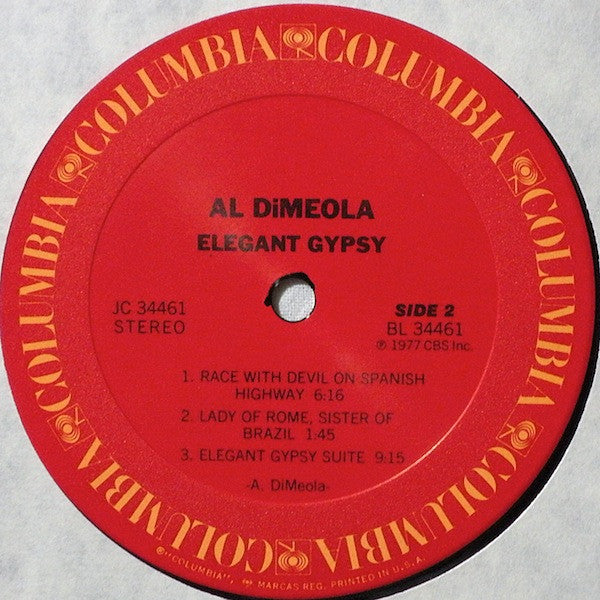 COLUMBIA COLUMBIA COLUMBIA COLUMBIA COLUMBIA COLUMBIA
AL DiMEOLA
ELEGANT GYPSY
JC 34461
STEREO
SIDE 2
BL 34461
℗ 1977 CBS Inc.
1. RACE WITH DEVIL ON SPANISH
HIGHWAY 6:16
2. LADY OF ROME, SISTER OF
BRAZIL 1:45
3. ELEGANT GYPSY SUITE 9:15
-A. DiMeola-
®"COLUMBIA", MARCAS REG. PRINTED IN U.S.A.